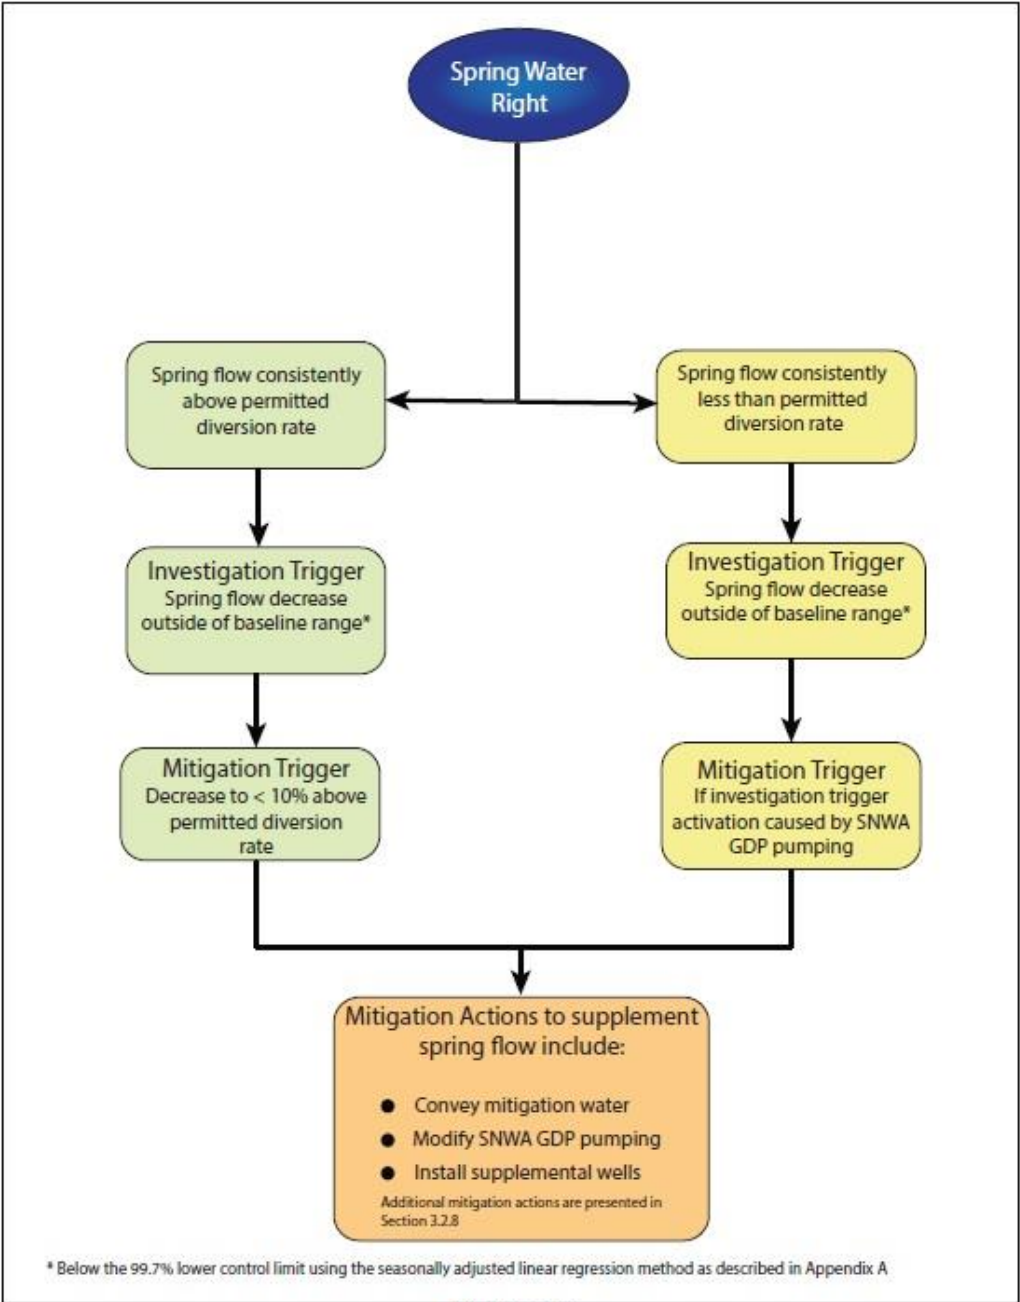 Spring Water
Right
Spring flow consistently
above permitted
diversion rate
Spring flow consistently
less than permitted
diversion rate
Investigation Trigger
Spring flow decrease
outside of baseline range*
Investigation Trigger
Spring flow decrease
outside of baseline range*
Mitigation Trigger
Decrease to < 10% above
permitted diversion
rate
Mitigation Trigger
If investigation trigger
activation caused by SNWA
GDP pumping
Mitigation Actions to supplement
spring flow include:
● Convey mitigation water
● Modify SNWA GDP pumping
● Install supplemental wells
Additional mitigation actions are presented in
Section 3.2.8
* Below the 99.7% lower control limit using the seasonally adjusted linear regression method as described in Appendix A